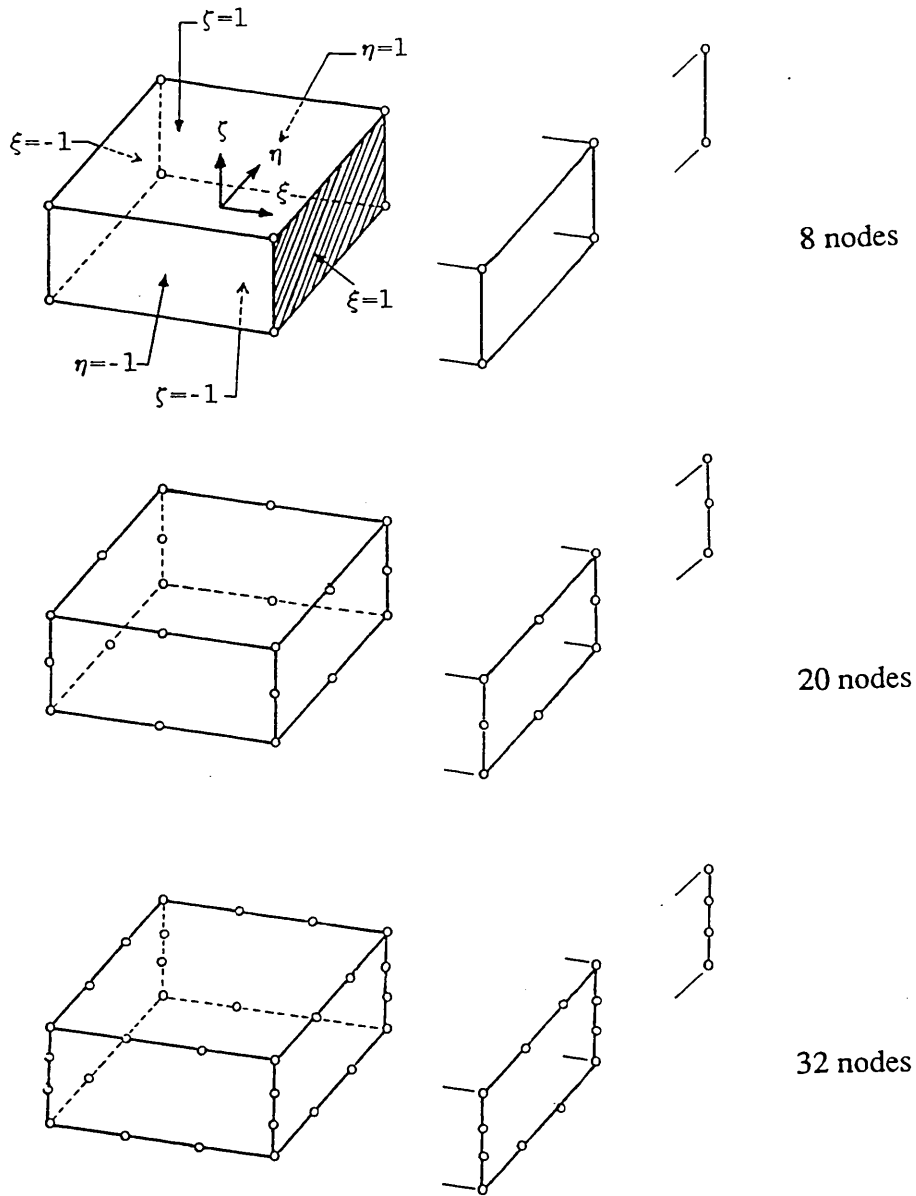 ζ=1
η=1
ξ=-1
ζ
η
ξ
8 nodes
ξ=1
η=-1
ζ=-1
20 nodes
32 nodes